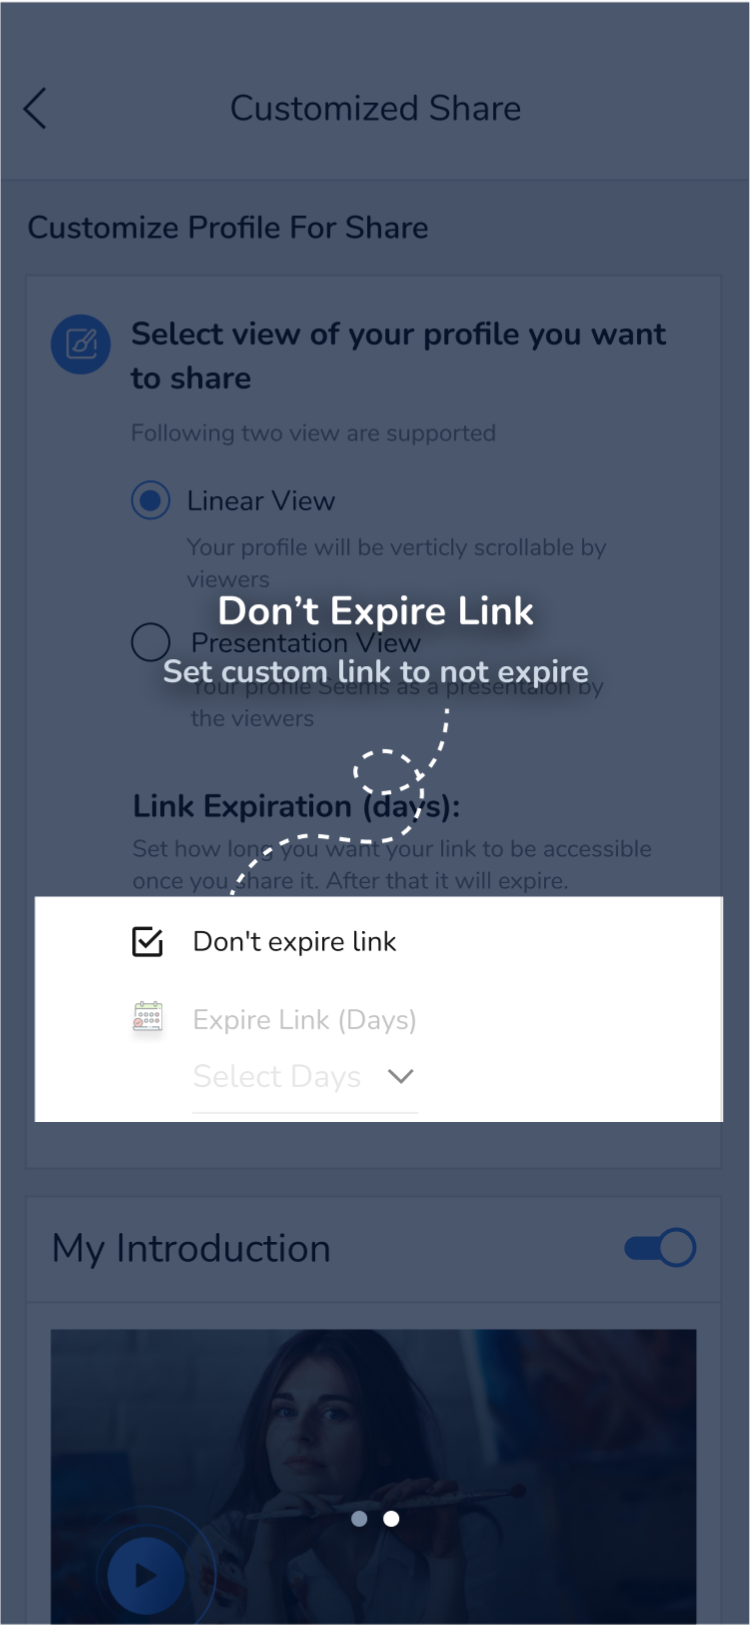 Customized Share
Customize Profile For Share
Select view of your profile you want
to share
Following two view are supported
Linear View
Your profile will be verticly scrollable by
viewers
Don’t Expire Link
Presentation View
Set custom link to not expire
Your profile Seems as a presentaion by
the viewers
Link Expiration (days):
Set how long you want your link to be accessible
once you share it. After that it will expire.
Don't expire link
Expire Link (Days)
Select Days
My Introduction